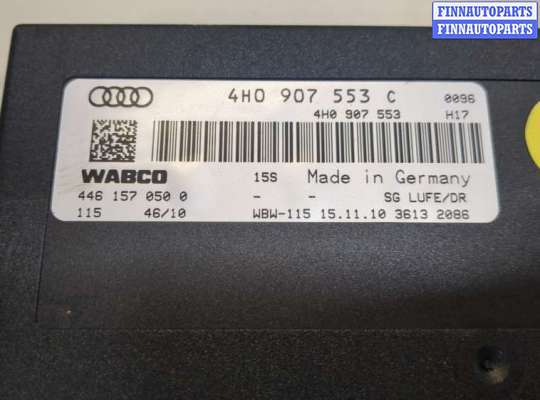 FINNAUTOPARTS
FINNAUTOPARTS.BY
4H0 907 553 C 0096
4H0 907 553 H17
WABCO 15S Made in Germany
446 157 050 0 - - SG LUFE/DR
115 46/10 WBW-115 15.11.10 3613 2086